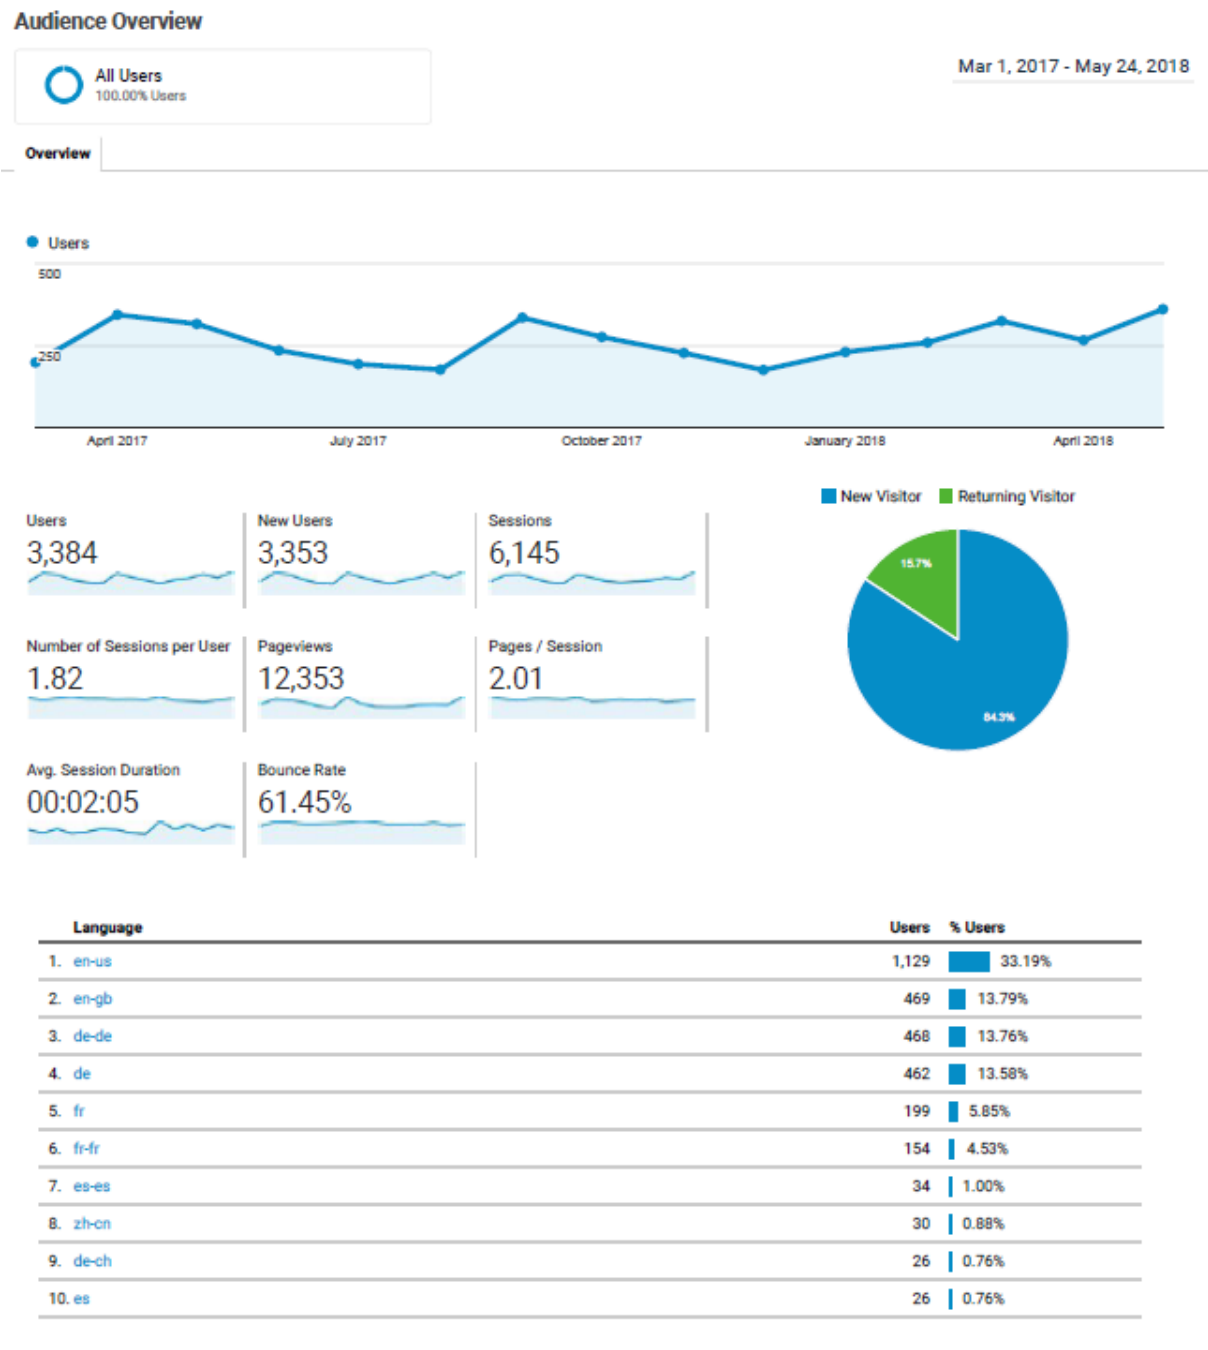 Audience Overview
All Users
100.00% Users
Mar 1, 2017 - May 24, 2018
Overview
Users
500
250
April 2017 July 2017 October 2017 January 2018 April 2018
New Visitor Returning Visitor
15.7%
84.3%
Users New Users Sessions
3,384 3,353 6,145
Number of Sessions per User Pageviews Pages / Session
1.82 12,353 2.01
Avg. Session Duration Bounce Rate
00:02:05 61.45%
Language Users % Users
1. en-us 1,129 33.19%
2. en-gb 469 13.79%
3. de-de 468 13.76%
4. de 462 13.58%
5. fr 199 5.85%
6. fr-fr 154 4.53%
7. es-es 34 1.00%
8. zh-cn 30 0.88%
9. de-ch 26 0.76%
10. es 26 0.76%